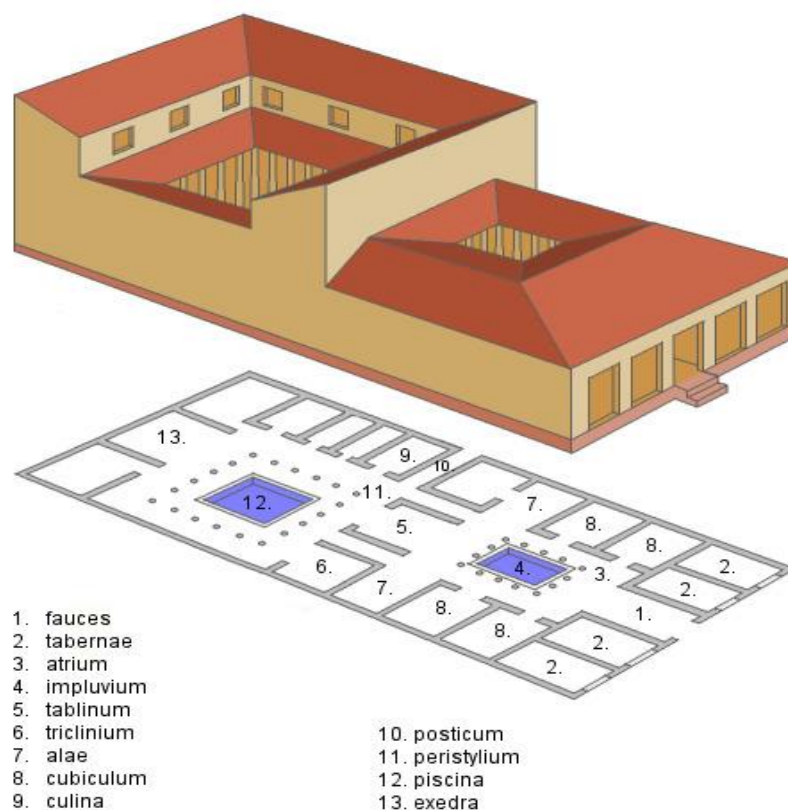 9.
13.
10.
11.
12.
7.
8.
5.
8.
4.
3.
2.
6.
2.
7.
8.
1.
8.
2.
2.
1. fauces
2. tabernae
3. atrium
4. impluvium
5. tablinum
6. triclinium
7. alae
8. cubiculum
9. culina
10. posticum
11. peristylium
12. piscina
13. exedra